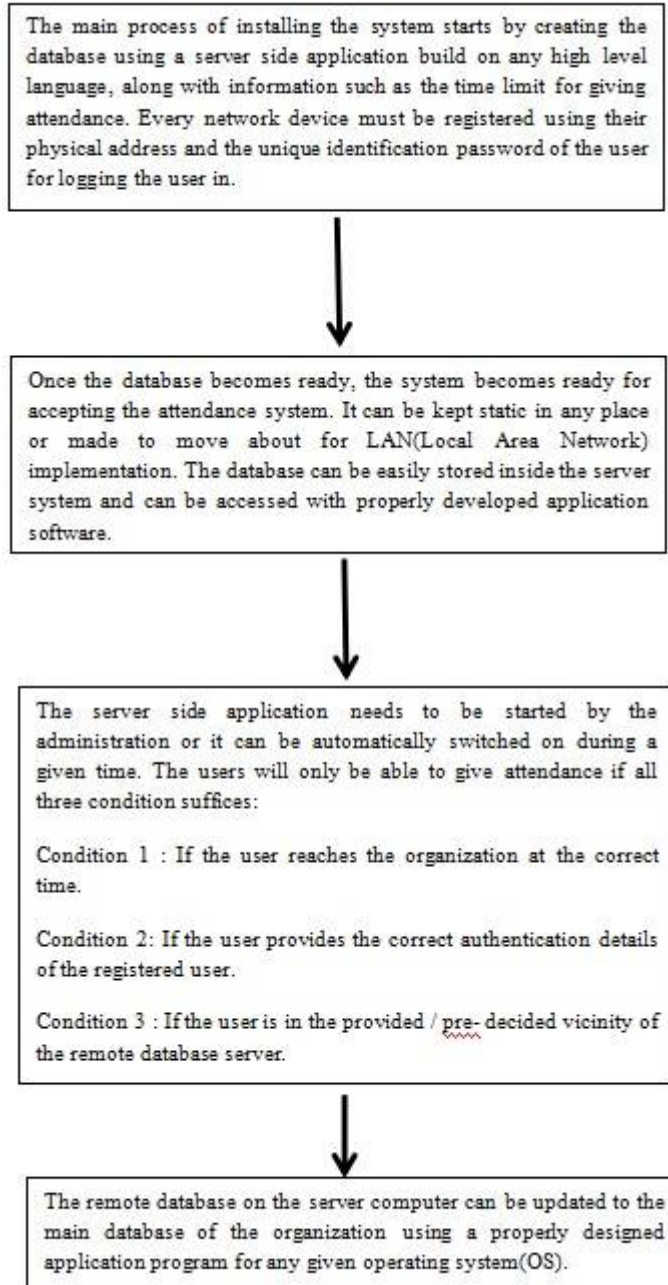 The main process of installing the system starts by creating the
database using a server side application build on any high level
language, along with information such as the time limit for giving
attendance. Every network device must be registered using their
physical address and the unique identification password of the user
for logging the user in.
Once the database becomes ready, the system becomes ready for
accepting the attendance system. It can be kept static in any place
or made to move about for LAN(Local Area Network)
implementation. The database can be easily stored inside the server
system and can be accessed with properly developed application
software.
The server side application needs to be started by the
administration or it can be automatically switched on during a
given time. The users will only be able to give attendance if all
three condition suffices:
Condition 1 : If the user reaches the organization at the correct
time.
Condition 2: If the user provides the correct authentication details
of the registered user.
Condition 3 : If the user is in the provided / pre- decided vicinity of
the remote database server.
The remote database on the server computer can be updated to the
main database of the organization using a properly designed
application program for any given operating system(OS).